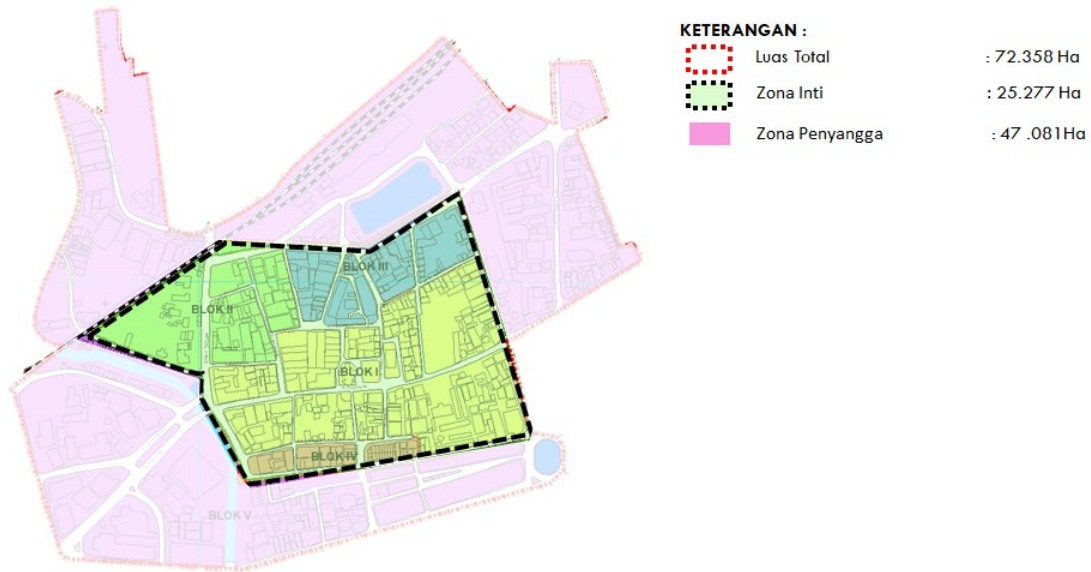 KETERANGAN :
Luas Total : 72.358 Ha
Zona Inti : 25.277 Ha
Zona Penyangga : 47 .081Ha
BLOK III
BLOK II
BLOK I
BLOK IV
BLOK V